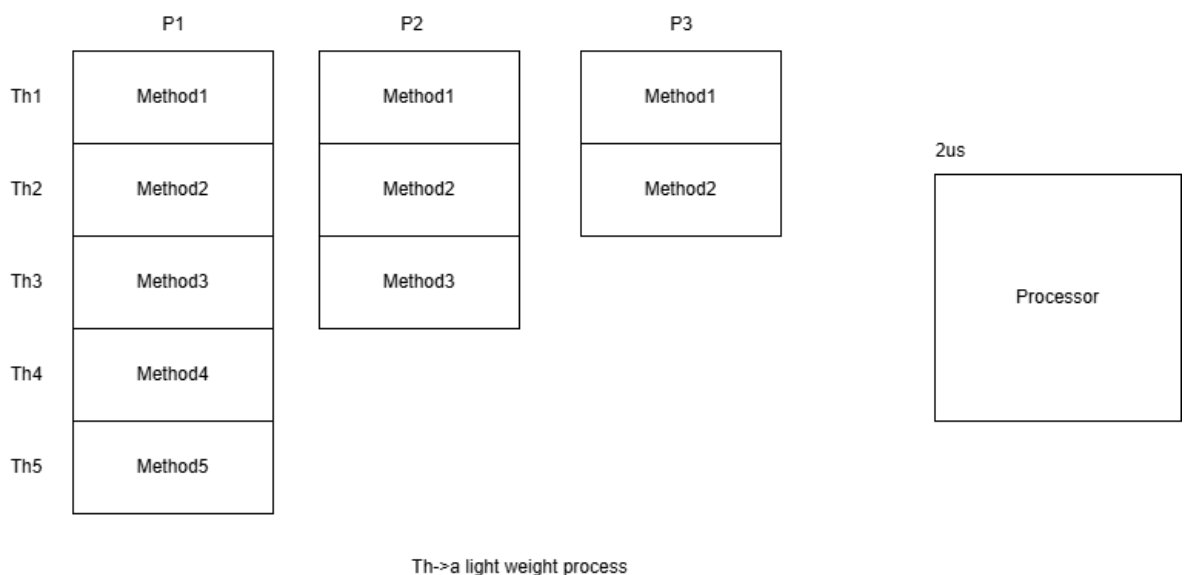 P1 P2 P3
Th1 Method1 Method1 Method1
2us
Th2 Method2 Method2 Method2
Th3 Method3 Method3
Processor
Th4 Method4
Th5 Method5
Th->a light weight process